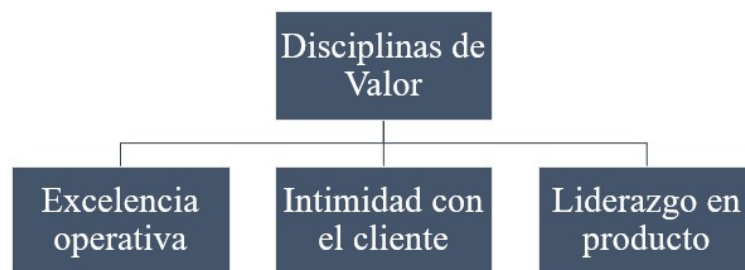 Disciplinas de
Valor
Excelencia
operativa
Intimidad con
el cliente
Liderazgo en
producto